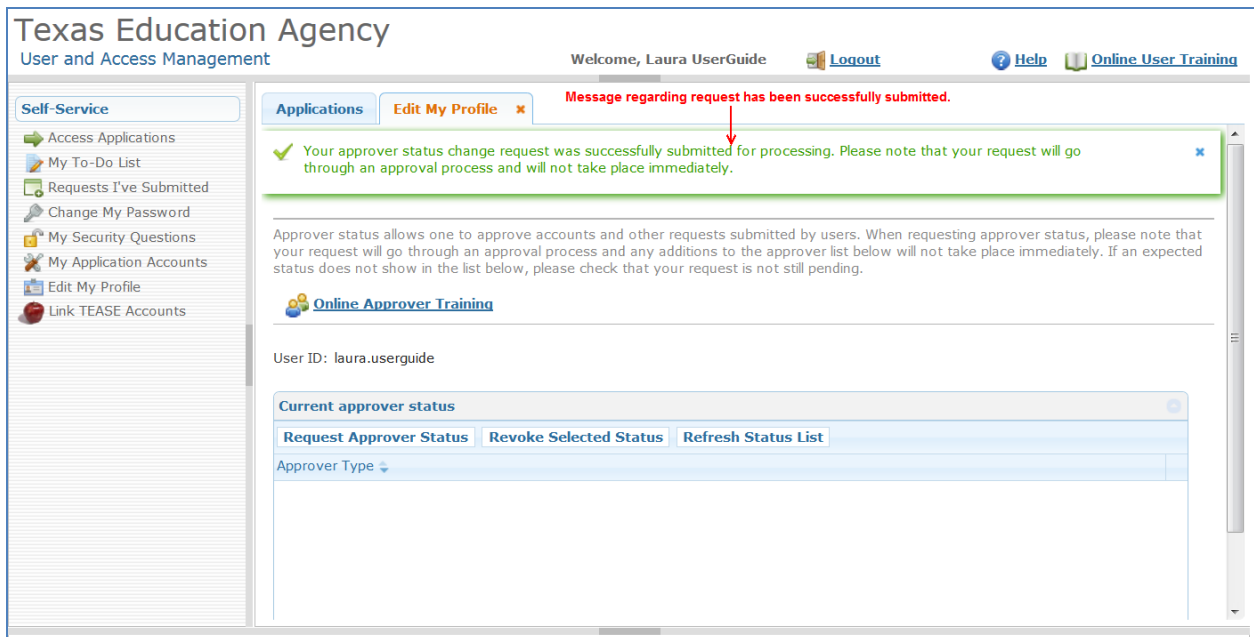 Texas Education Agency
User and Access Management
Welcome, Laura UserGuide
Logout
Help
Online User Training
Self-Service
Access Applications
My To-Do List
Requests I've Submitted
Change My Password
My Security Questions
My Application Accounts
Edit My Profile
Link TEASE Accounts
Applications
Edit My Profile
Message regarding request has been successfully submitted.
Your approver status change request was successfully submitted for processing. Please note that your request will go
through an approval process and will not take place immediately.
Approver status allows one to approve accounts and other requests submitted by users. When requesting approver status, please note that
your request will go through an approval process and any additions to the approver list below will not take place immediately. If an expected
status does not show in the list below, please check that your request is not still pending.
Online Approver Training
User ID: laura.userguide
Current approver status
Request Approver Status
Revoke Selected Status
Refresh Status List
Approver Type